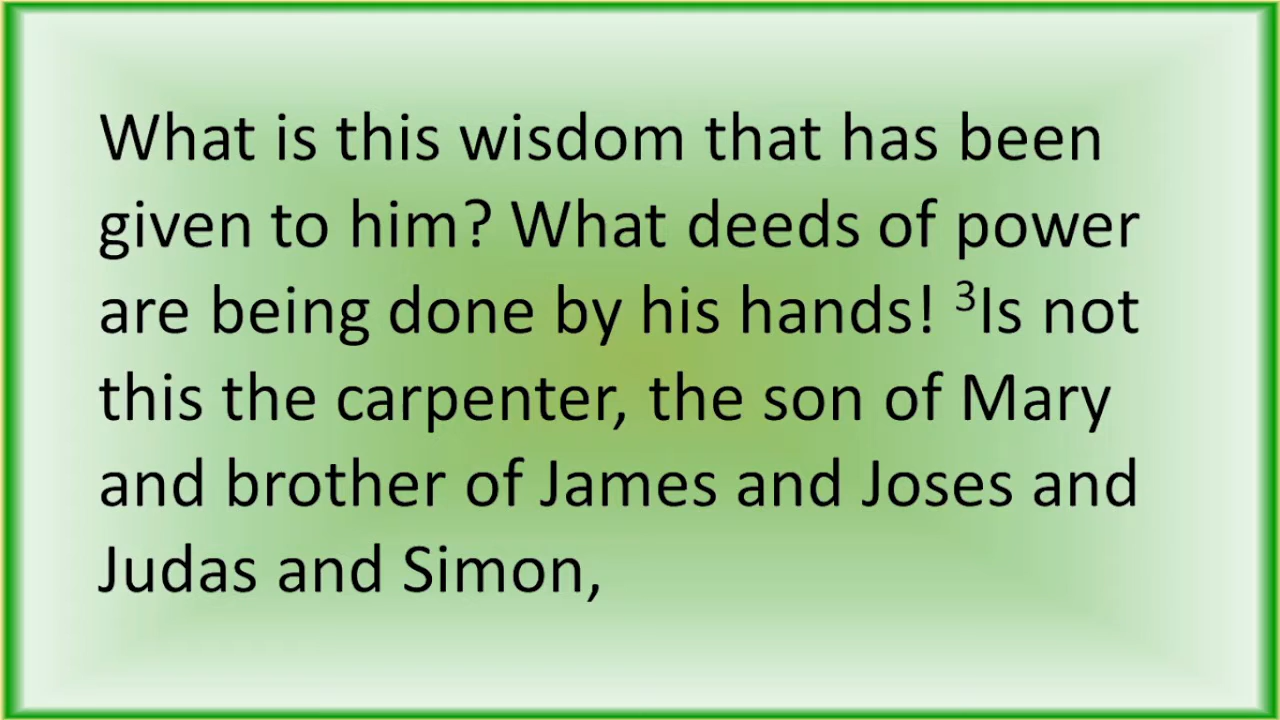 What is this wisdom that has been
given to him? What deeds of power
are being done by his hands! ³Is not
this the carpenter, the son of Mary
and brother of James and Joses and
Judas and Simon,